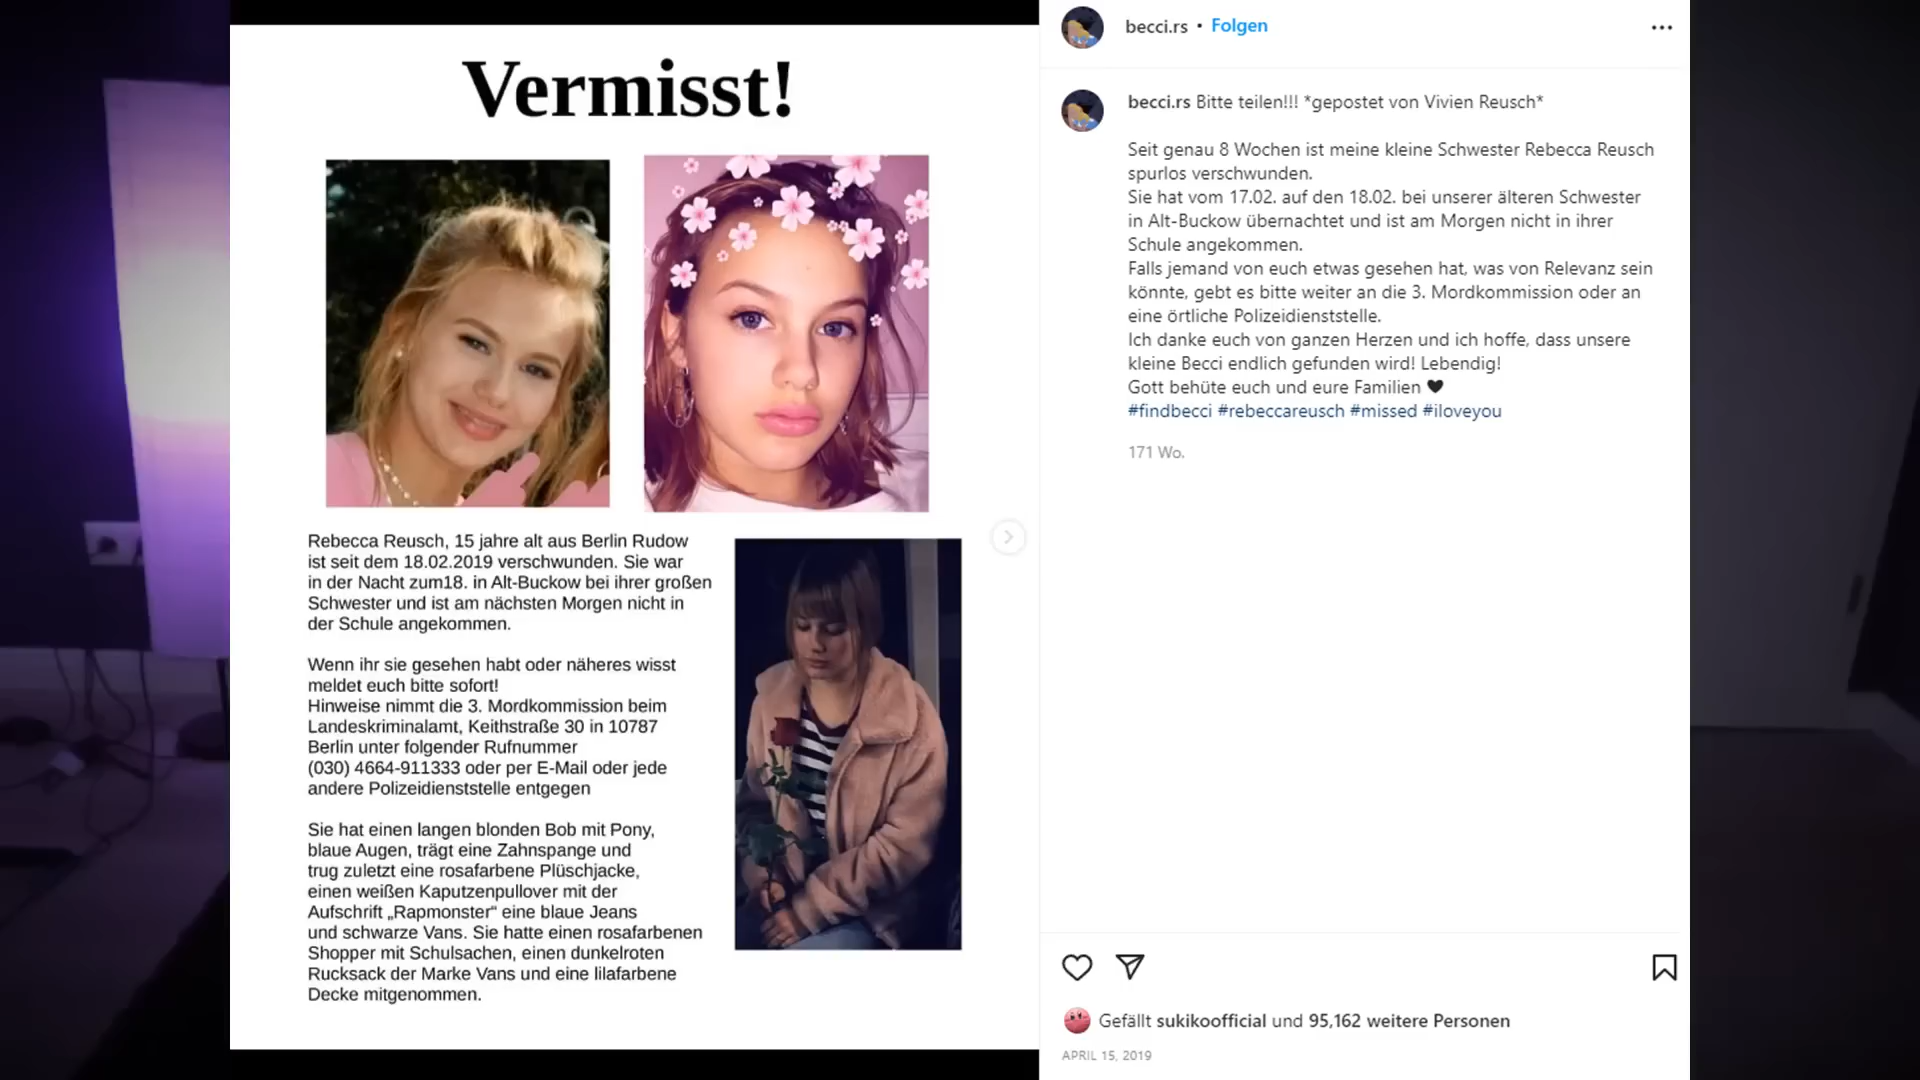 Vermisst!
Rebecca Reusch, 15 jahre alt aus Berlin Rudow
ist seit dem 18.02.2019 verschwunden. Sie war
in der Nacht zum18. in Alt-Buckow bei ihrer großen
Schwester und ist am nächsten Morgen nicht in
der Schule angekommen.
Wenn ihr sie gesehen habt oder näheres wisst
meldet euch bitte sofort!
Hinweise nimmt die 3. Mordkommission beim
Landeskriminalamt, Keithstraße 30 in 10787
Berlin unter folgender Rufnummer
(030) 4664-911333 oder per E-Mail oder jede
andere Polizeidienststelle entgegen
Sie hat einen langen blonden Bob mit Pony,
blaue Augen, trägt eine Zahnspange und
trug zuletzt eine rosafarbene Plüschjacke,
einen weißen Kaputzenpullover mit der
Aufschrift „Rapmonster“ eine blaue Jeans
und schwarze Vans. Sie hatte einen rosafarbenen
Shopper mit Schulsachen, einen dunkelroten
Rucksack der Marke Vans und eine lilafarbene
Decke mitgenommen.
becci.rs • Folgen
becci.rs Bitte teilen!!! *gepostet von Vivien Reusch*
Seit genau 8 Wochen ist meine kleine Schwester Rebecca Reusch
spurlos verschwunden.
Sie hat vom 17.02. auf den 18.02. bei unserer älteren Schwester
in Alt-Buckow übernachtet und ist am Morgen nicht in ihrer
Schule angekommen.
Falls jemand von euch etwas gesehen hat, was von Relevanz sein
könnte, gebt es bitte weiter an die 3. Mordkommission oder an
eine örtliche Polizeidienststelle.
Ich danke euch von ganzen Herzen und ich hoffe, dass unsere
kleine Becci endlich gefunden wird! Lebendig!
Gott behüte euch und eure Familien 🖤
#findbecci #rebeccareusch #missed #iloveyou
171 Wo.
Gefällt sukikoofficial und 95,162 weitere Personen
APRIL 15, 2019